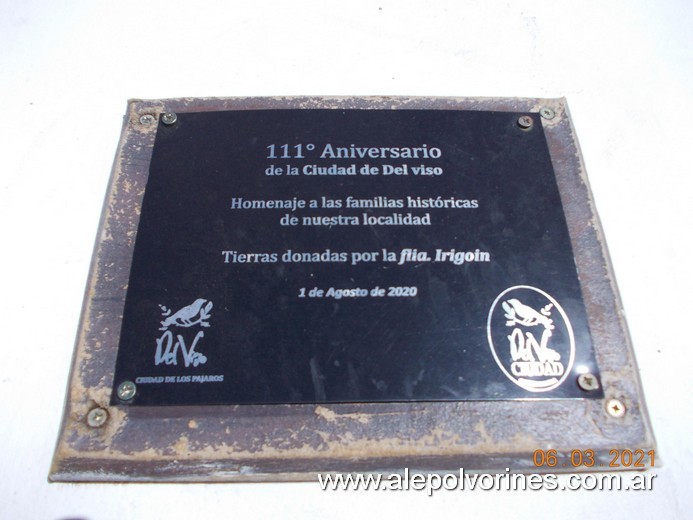 111° Aniversario
de la Ciudad de Del viso
Homenaje a las familias históricas
de nuestra localidad
Tierras donadas por la flia. Irigoin
1 de Agosto de 2020
Del Viso
CIUDAD DE LOS PAJAROS
Del Viso
CIUDAD
06 03 2021
www.alepolvorines.com.ar